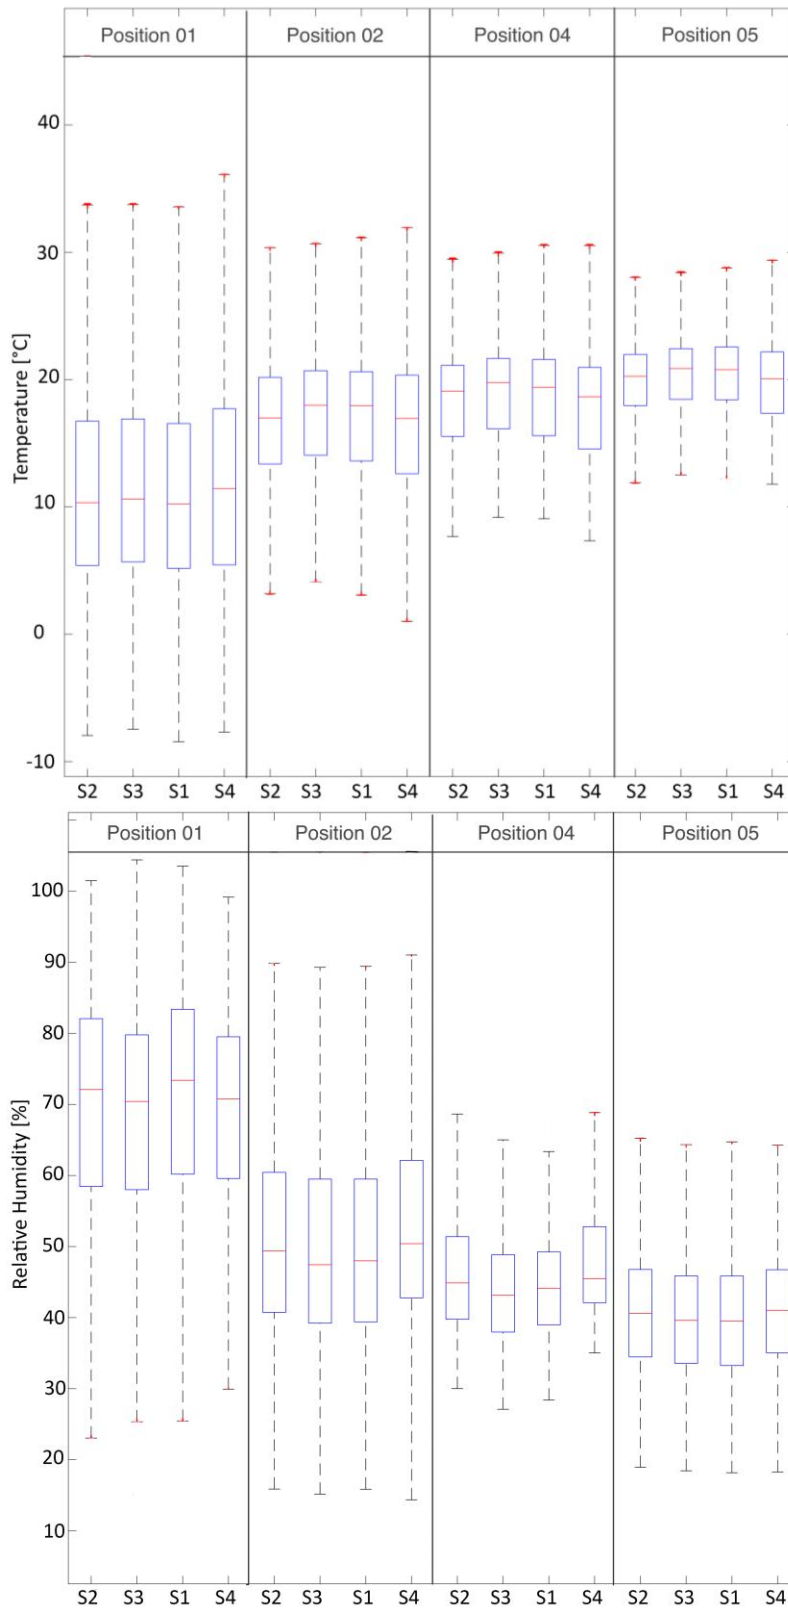 Position 01 Position 02 Position 04 Position 05
40
30
20
10
0
-10
Temperature [°C]
S2 S3 S1 S4 S2 S3 S1 S4 S2 S3 S1 S4 S2 S3 S1 S4
Position 01 Position 02 Position 04 Position 05
100
90
80
70
60
50
40
30
20
10
Relative Humidity [%]
S2 S3 S1 S4 S2 S3 S1 S4 S2 S3 S1 S4 S2 S3 S1 S4